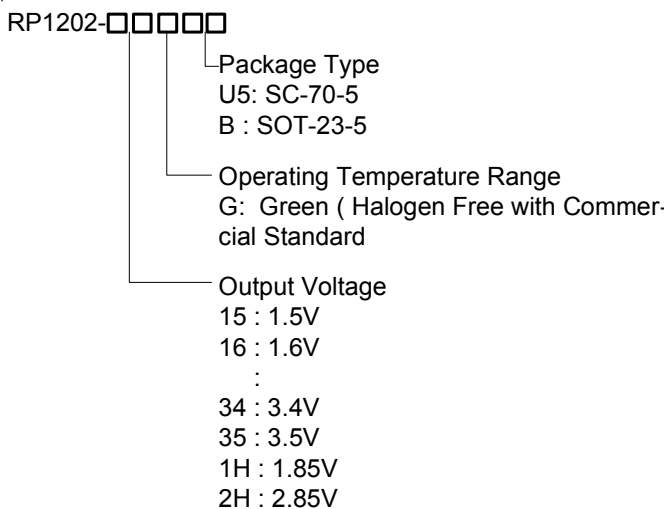 RP1202-□□□□□
Package Type
U5: SC-70-5
B : SOT-23-5
Operating Temperature Range
G: Green ( Halogen Free with Commer-
cial Standard
Output Voltage
15 : 1.5V
16 : 1.6V
:
34 : 3.4V
35 : 3.5V
1H : 1.85V
2H : 2.85V